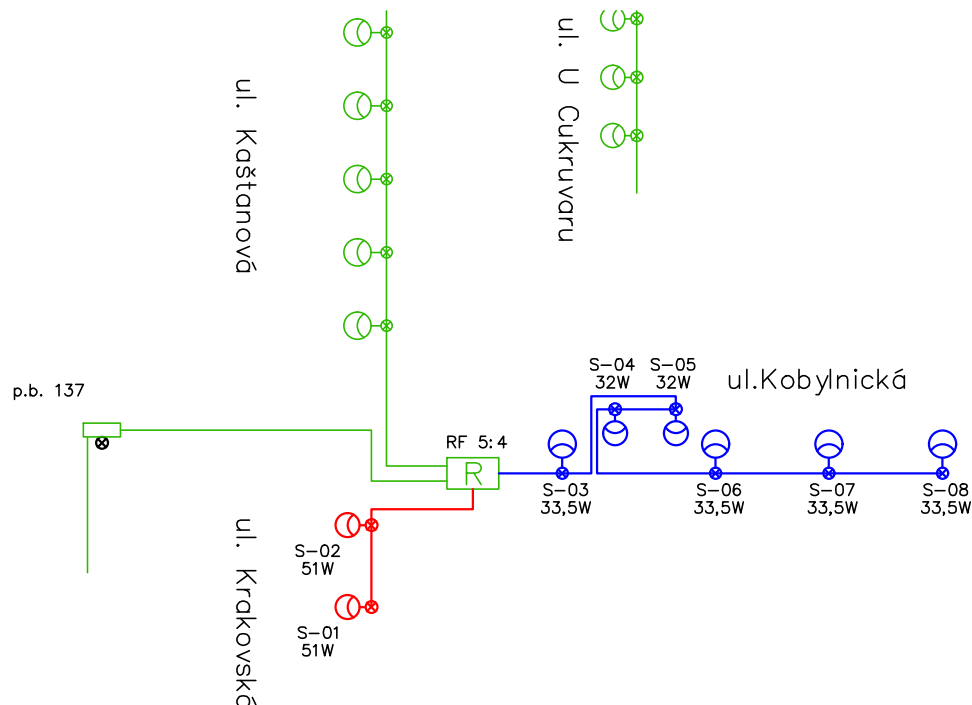 ul. Kaštanová
ul. U Cukruvaru
p.b. 137
S-04
32W
S-05
32W
ul.Kobylnická
RF 5:4
R
S-03
33,5W
S-06
33,5W
S-07
33,5W
S-08
33,5W
ul. Krakovská
S-02
51W
S-01
51W